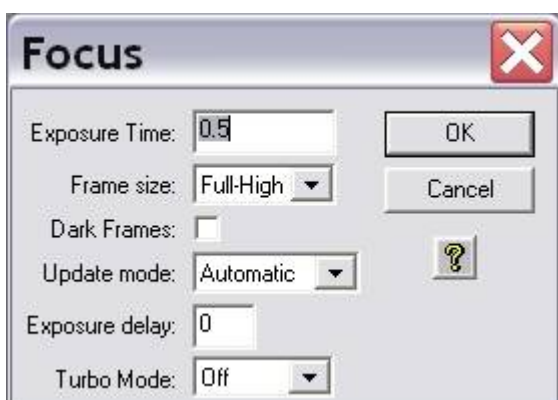 Focus
Exposure Time: 0.5 OK
Frame size: Full-High Cancel
Dark Frames:
Update mode: Automatic ?
Exposure delay: 0
Turbo Mode: Off